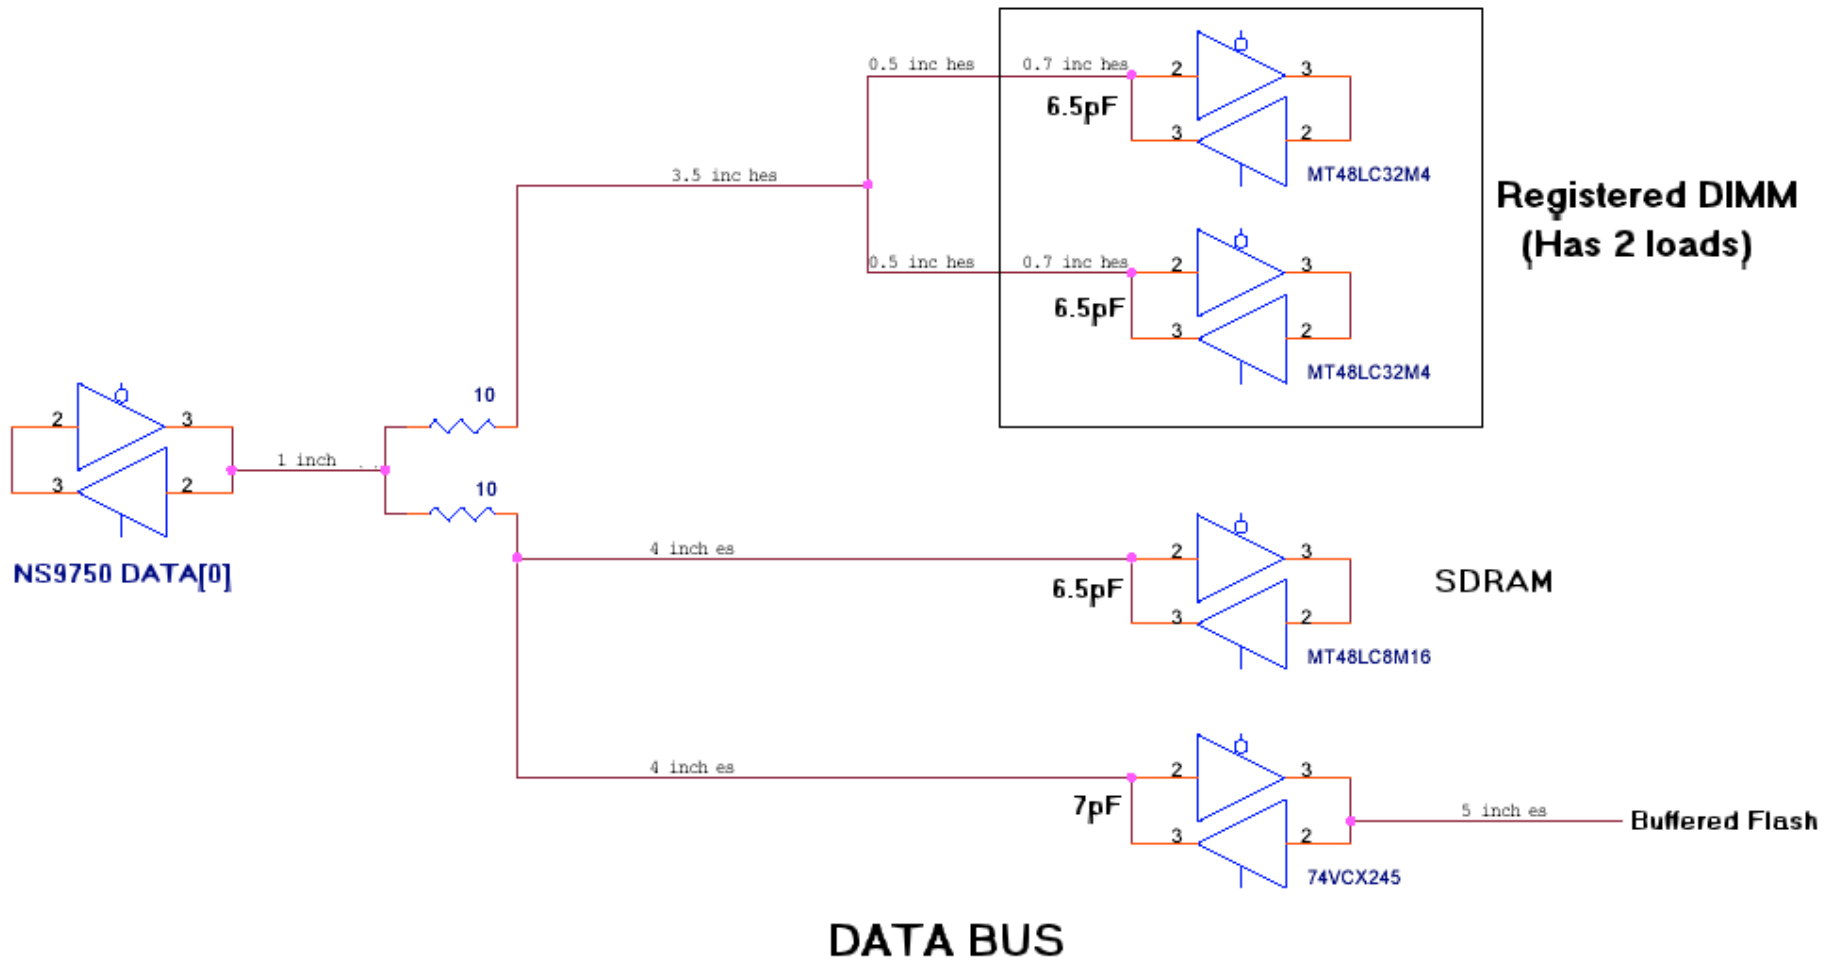 0.5 inc hes
0.7 inc hes
2
3
6.5pF
3
2
MT48LC32M4
3.5 inc hes
Registered DIMM
(Has 2 loads)
0.5 inc hes
0.7 inc hes
2
3
6.5pF
3
2
MT48LC32M4
10
2
3
1 inch
3
2
10
NS9750 DATA[0]
4 inch es
2
3
6.5pF
3
2
SDRAM
MT48LC8M16
4 inch es
2
3
7pF
3
2
5 inch es
Buffered Flash
74VCX245
DATA BUS